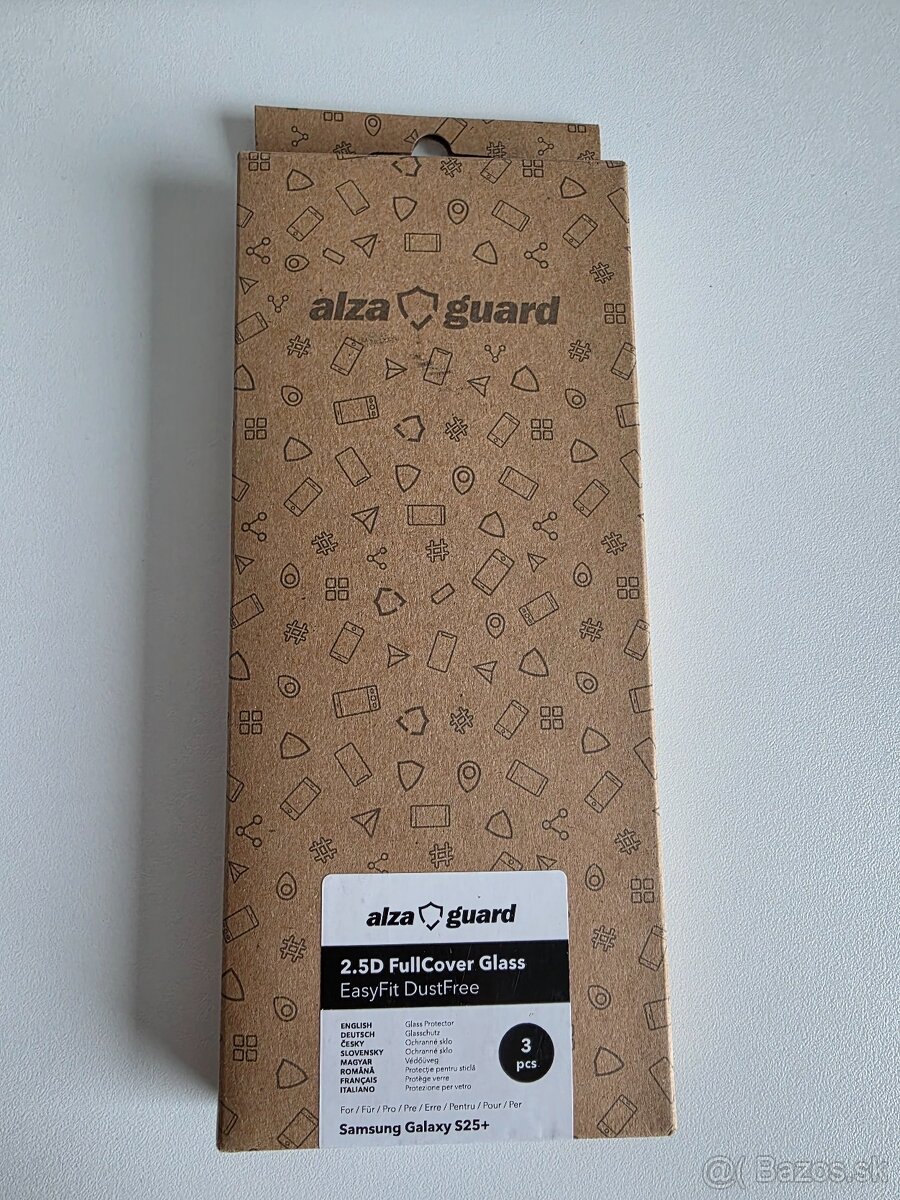 alza guard
alza guard
2.5D FullCover Glass
EasyFit DustFree
ENGLISH Glass Protector
DEUTSCH Glasschutz
ČESKY Ochranné sklo
SLOVENSKY Ochranné sklo
MAGYAR Védőüveg
ROMÂNĂ Protecție pentru sticlă
FRANÇAIS Protège verre
ITALIANO Protezione per vetro
3
pcs
For / Für / Pro / Pre / Erre / Pentru / Pour / Per
Samsung Galaxy S25+
@( Bazos.sk